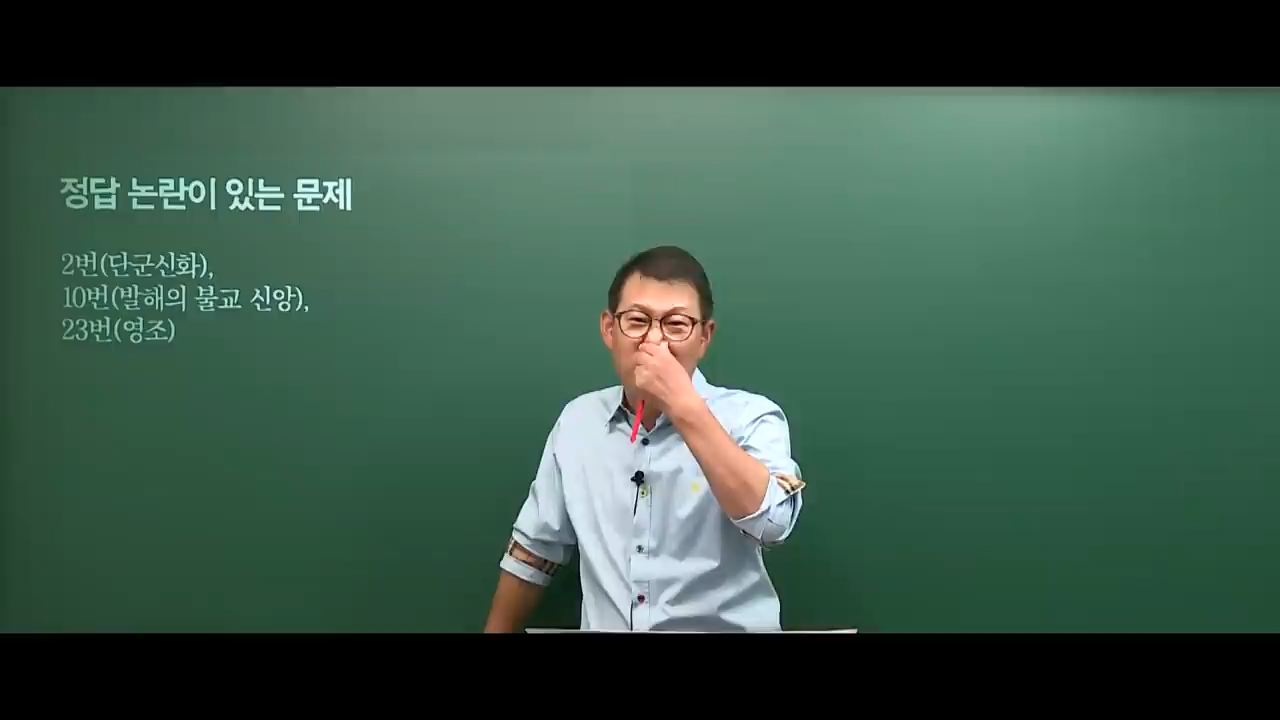 정답 논란이 있는 문제
2번(단군신화),
10번(발해의 불교 신앙),
23번(영조)